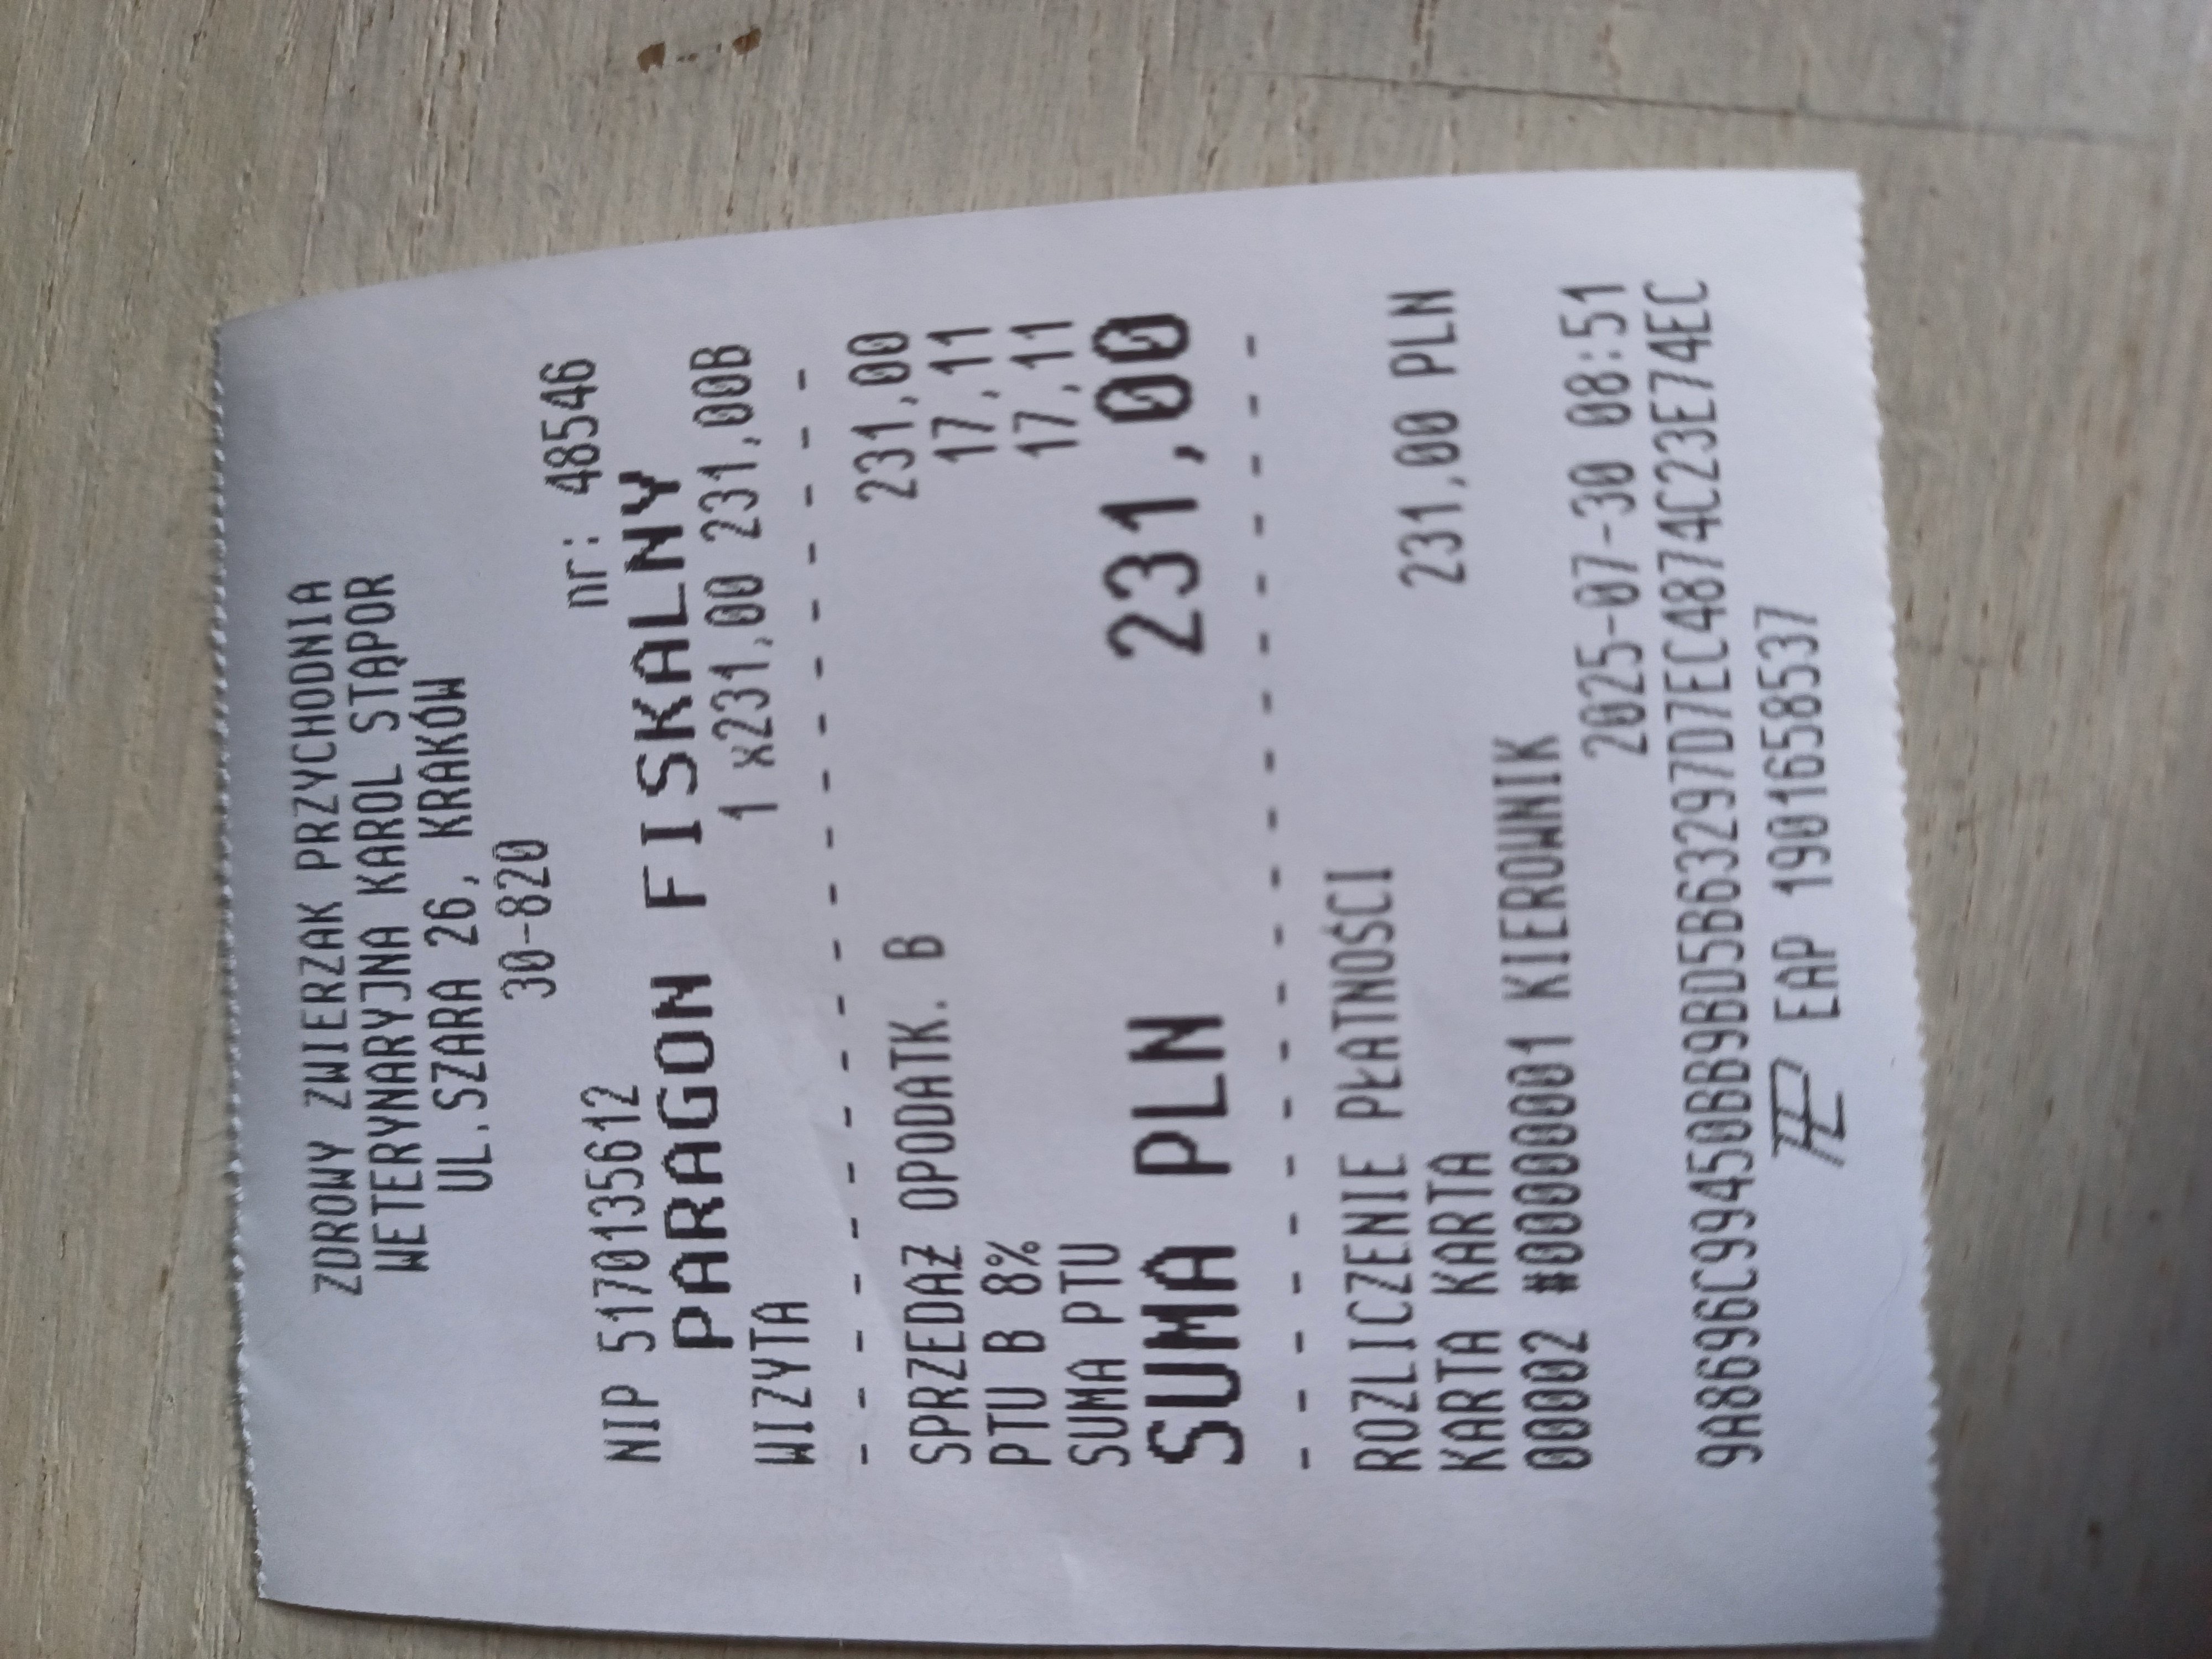 ZDROWY ZWIERZAK PRZYCHODNIA
WETERYNARYJNA KAROL STĄPOR
UL.SZARA 26, KRAKÓW
30-820
NIP 5170135612 nr: 48546
PARAGON FISKALNY
WIZYTA 1 x231,00 231,00B
SPRZEDAŻ OPODATK. B 231,00
PTU B 8% 17,11
SUMA PTU 17,11
SUMA PLN 231,00
ROZLICZENIE PŁATNOŚCI
KARTA KARTA 231,00 PLN
00002 #00000001 KIEROWNIK
2025-07-30 08:51
9A8696C99450BB9BD5B63297D7EC4874C23E74EC
EAP 1901658537